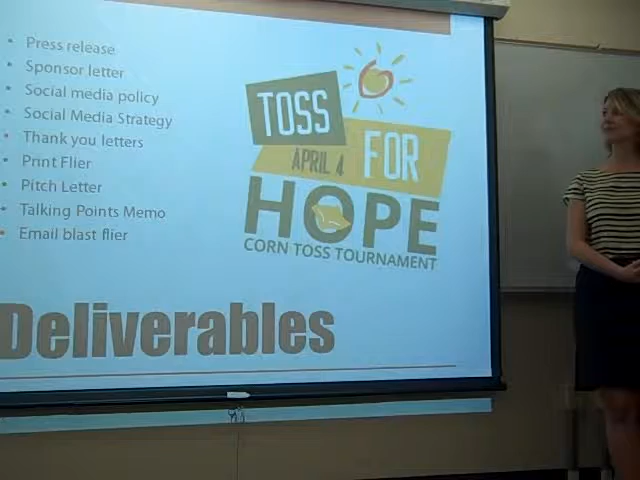 Press release
Sponsor letter
Social media policy
Social Media Strategy
Thank you letters
Print Flier
Pitch Letter
Talking Points Memo
Email blast flier
TOSS
APRIL 4 FOR
HOPE
CORN TOSS TOURNAMENT
Deliverables